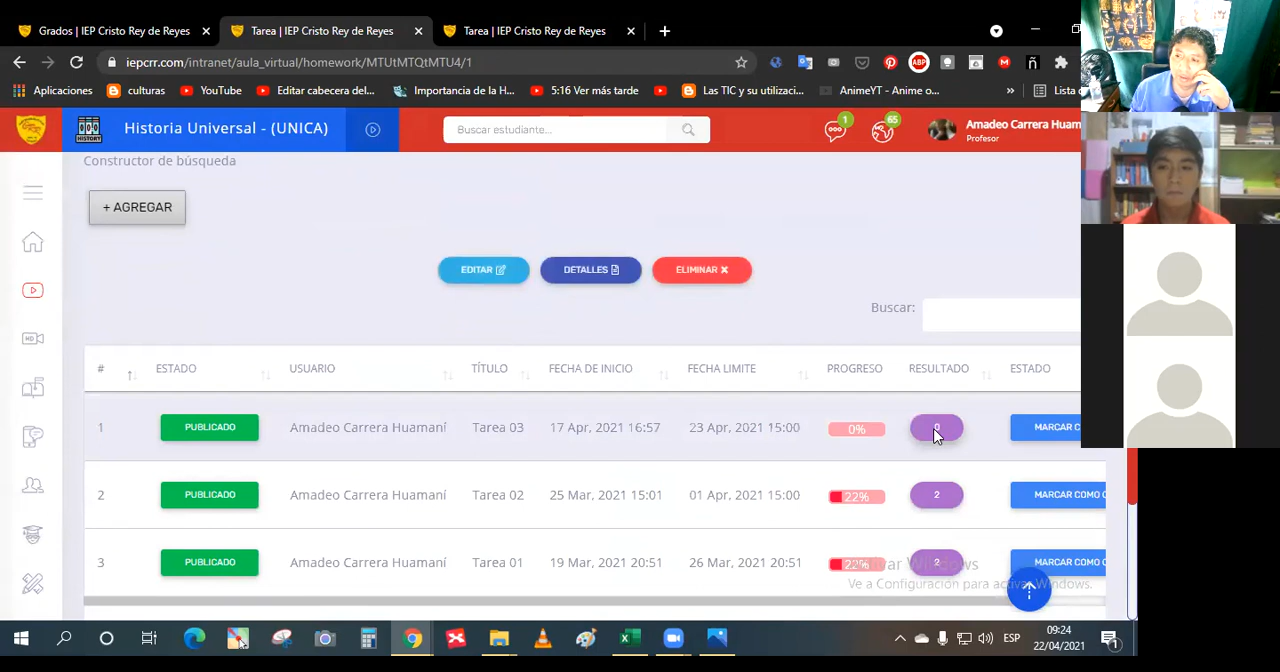 Grados | IEP Cristo Rey de Reyes
Tarea | IEP Cristo Rey de Reyes
Tarea | IEP Cristo Rey de Reyes
iepcrr.com/intranet/aula_virtual/homework/MTUtMTQtMTU4/1
Aplicaciones
culturas
YouTube
Editar cabecera del...
Importancia de la H...
5:16 Ver más tarde
Las TIC y su utilizaci...
AnimeYT - Anime o...
»
Lista
HISTORY
Historia Universal - (UNICA)
Buscar estudiante...
1
65
Amadeo Carrera Huam
Profesor
Constructor de búsqueda
+ AGREGAR
EDITAR
DETALLES
ELIMINAR
Buscar:
# ESTADO USUARIO TÍTULO FECHA DE INICIO FECHA LIMITE PROGRESO RESULTADO ESTADO
1 PUBLICADO Amadeo Carrera Huamaní Tarea 03 17 Apr, 2021 16:57 23 Apr, 2021 15:00 0% 0 MARCAR C
2 PUBLICADO Amadeo Carrera Huamaní Tarea 02 25 Mar, 2021 15:01 01 Apr, 2021 15:00 22% 2 MARCAR COMO
3 PUBLICADO Amadeo Carrera Huamaní Tarea 01 19 Mar, 2021 20:51 26 Mar, 2021 20:51 22% 2 MARCAR COMO
Activar Windows
Ve a Configuración para activar Windows.
ESP
09:24
22/04/2021
1